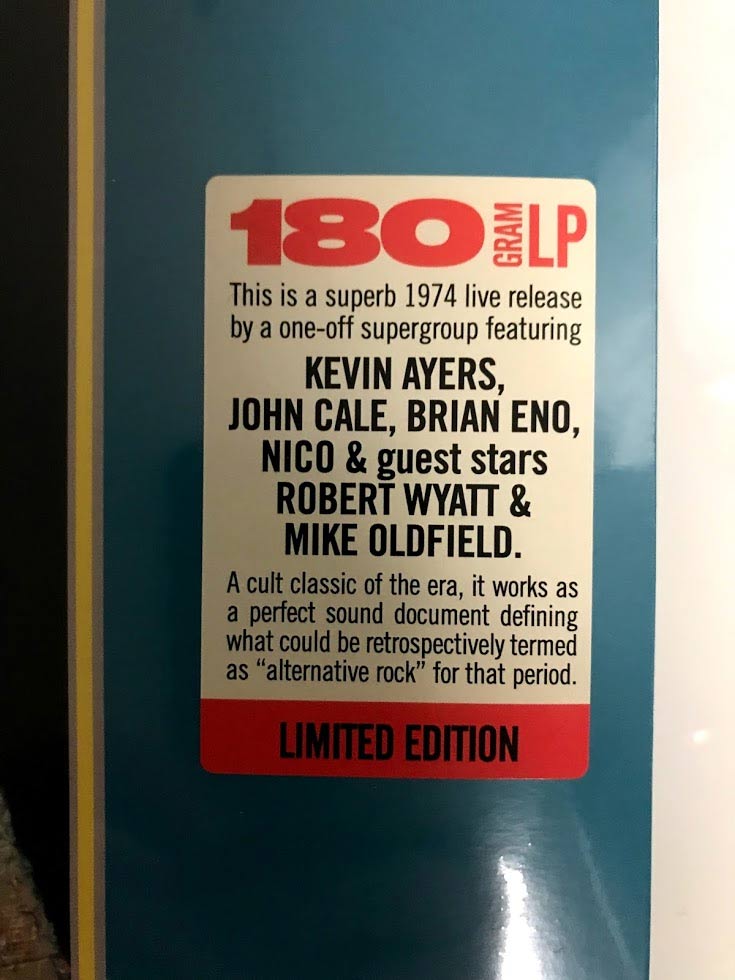 180 GRAM LP
This is a superb 1974 live release
by a one-off supergroup featuring
KEVIN AYERS,
JOHN CALE, BRIAN ENO,
NICO & guest stars
ROBERT WYATT &
MIKE OLDFIELD.
A cult classic of the era, it works as
a perfect sound document defining
what could be retrospectively termed
as “alternative rock” for that period.
LIMITED EDITION